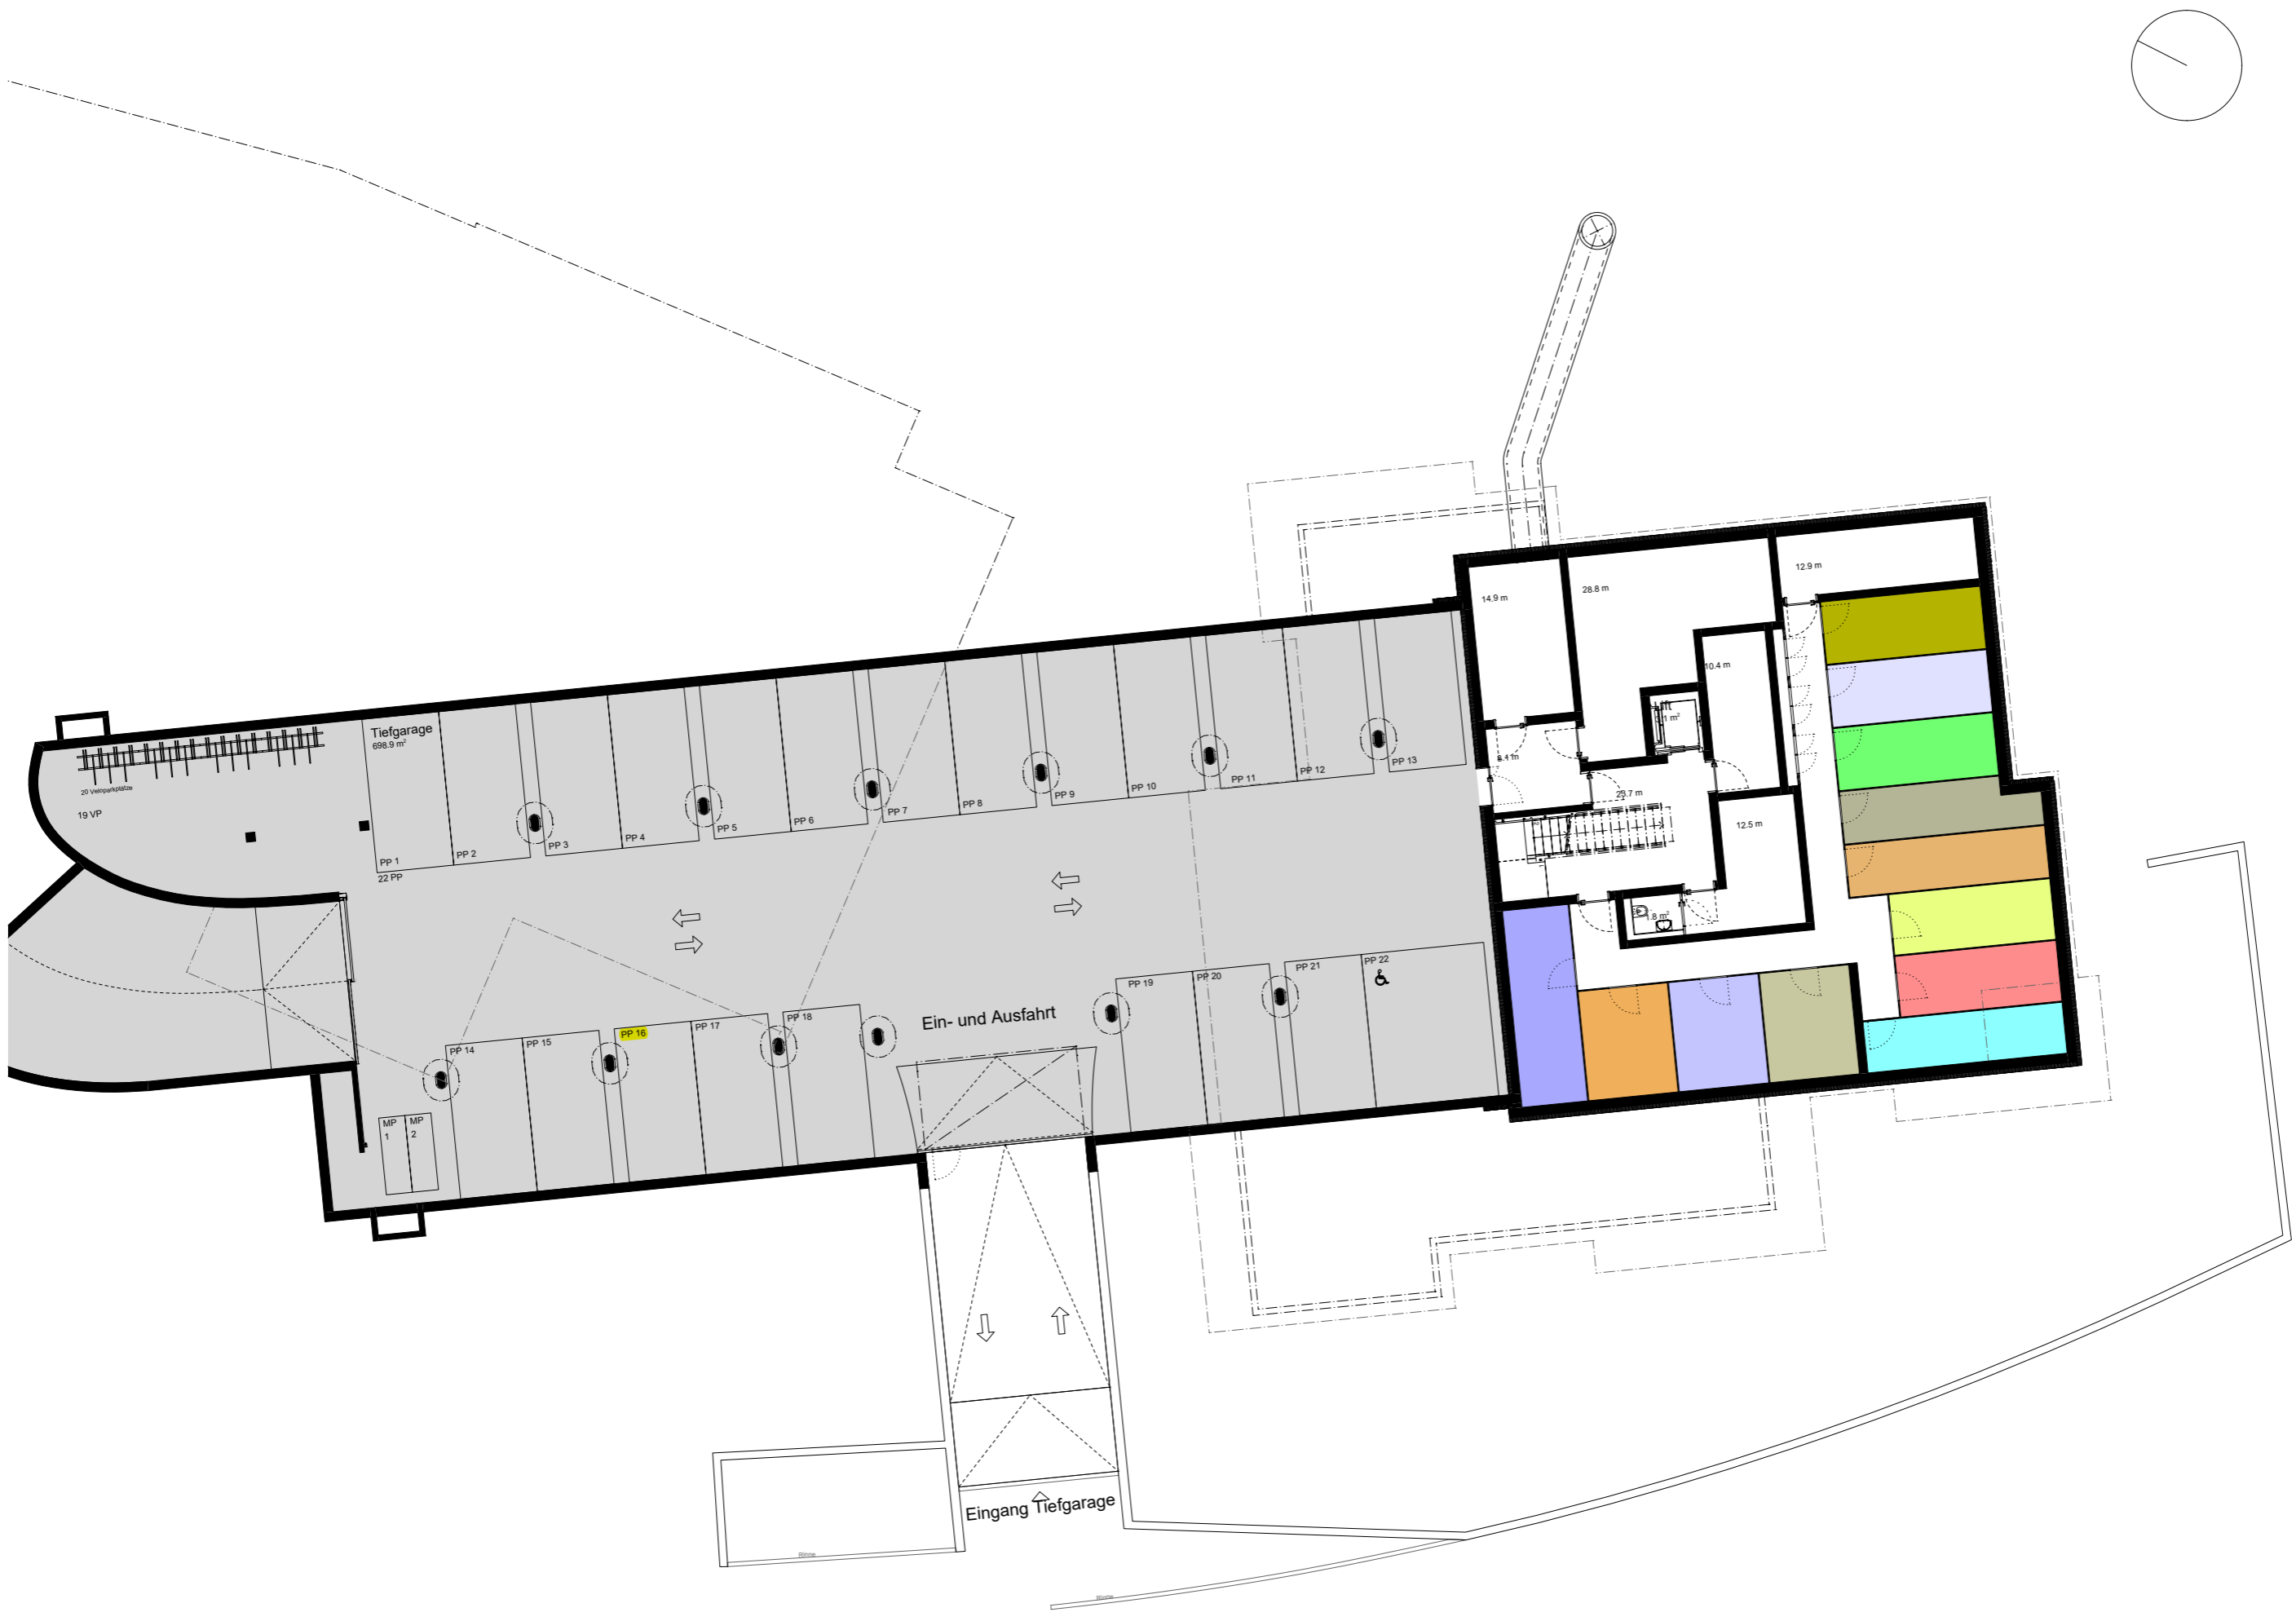 12.9 m
28.8 m
14.9 m
10.4 m
Lift
Tiefgarage
698.9 m²
20 Veloparkplätze
19 VP
PP 1
PP 2
PP 3
PP 4
PP 5
PP 6
PP 7
PP 8
PP 9
PP 10
PP 11
PP 12
PP 13
22 PP
12.5 m
PP 14
PP 15
PP 16
PP 17
PP 18
Ein- und Ausfahrt
PP 19
PP 20
PP 21
PP 22
MP
1
MP
2
Eingang Tiefgarage
Rinne
Rinne